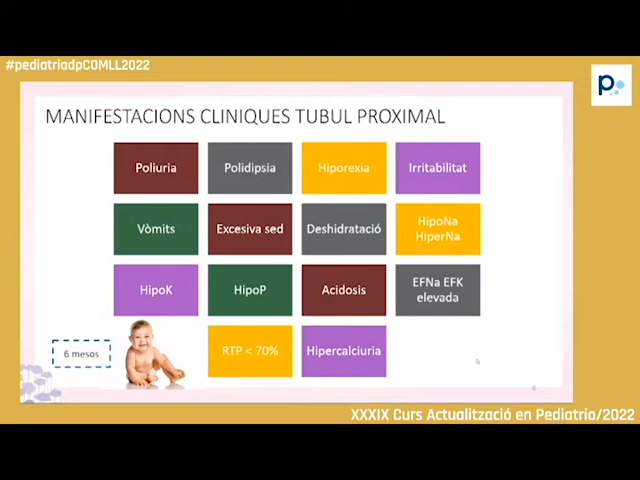 #pediatriadpCOMLL2022
p
MANIFESTACIONS CLINIQUES TUBUL PROXIMAL
Poliuria
Polidipsia
Hiporexia
Irritabilitat
Vòmits
Excesiva sed
Deshidratació
HipoNa
HiperNa
HipoK
HipoP
Acidosis
EFNa EFK
elevada
6 mesos
RTP < 70%
Hipercalciuria
6
XXXIX Curs Actualització en Pediatria/2022